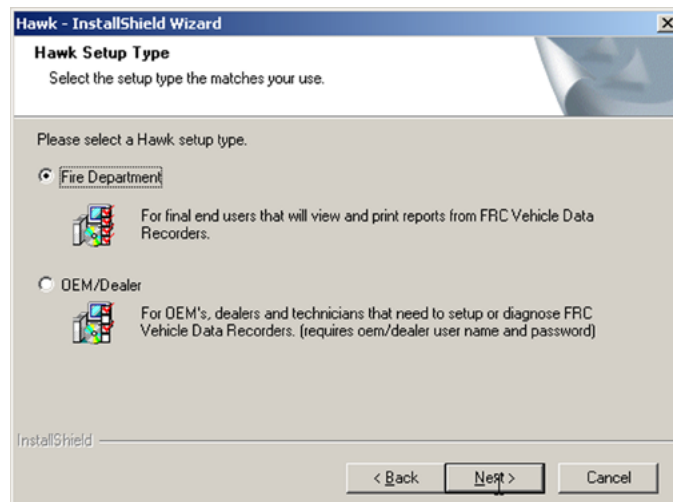 Hawk - InstallShield Wizard
Hawk Setup Type
Select the setup type the matches your use.
Please select a Hawk setup type.
Fire Department
For final end users that will view and print reports from FRC Vehicle Data
Recorders.
OEM/Dealer
For OEM's, dealers and technicians that need to setup or diagnose FRC
Vehicle Data Recorders. (requires oem/dealer user name and password)
InstallShield
< Back
Next >
Cancel